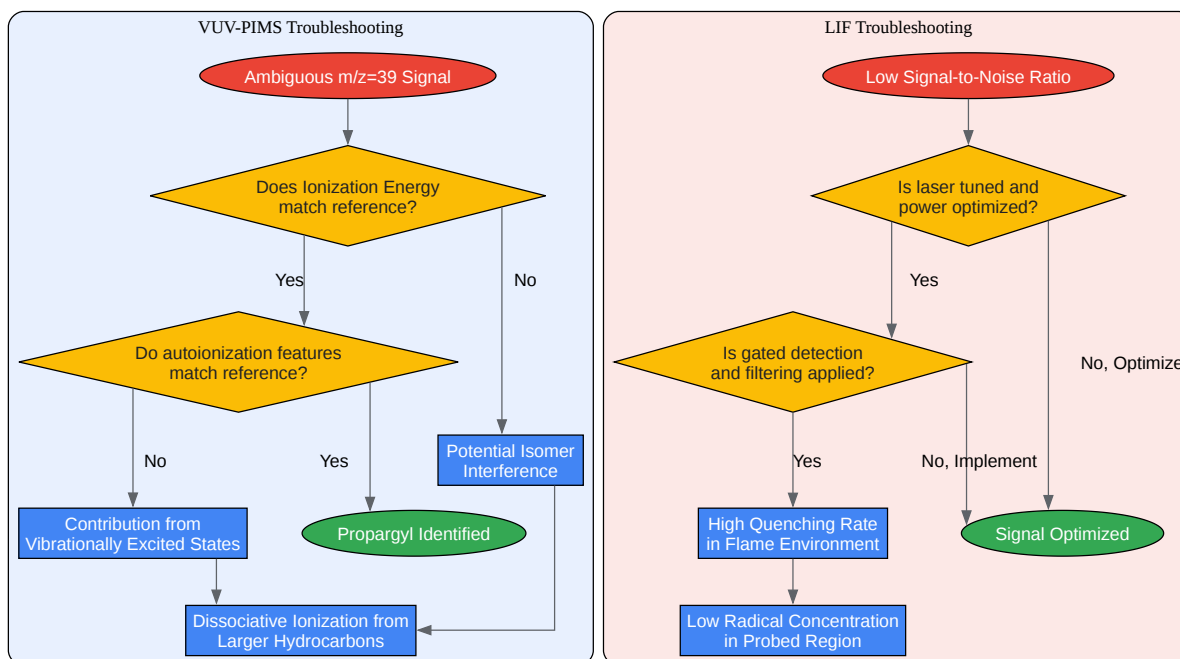 VUV-PIMS Troubleshooting
Ambiguous m/z=39 Signal
Does Ionization Energy
match reference?
Yes
No
Do autoionization features
match reference?
No
Yes
Potential Isomer
Interference
Contribution from
Vibrationally Excited States
Propargyl Identified
Dissociative Ionization from
Larger Hydrocarbons
LIF Troubleshooting
Low Signal-to-Noise Ratio
Is laser tuned and
power optimized?
Yes
Is gated detection
and filtering applied?
No, Optimize
Yes
No, Implement
High Quenching Rate
in Flame Environment
Signal Optimized
Low Radical Concentration
in Probed Region